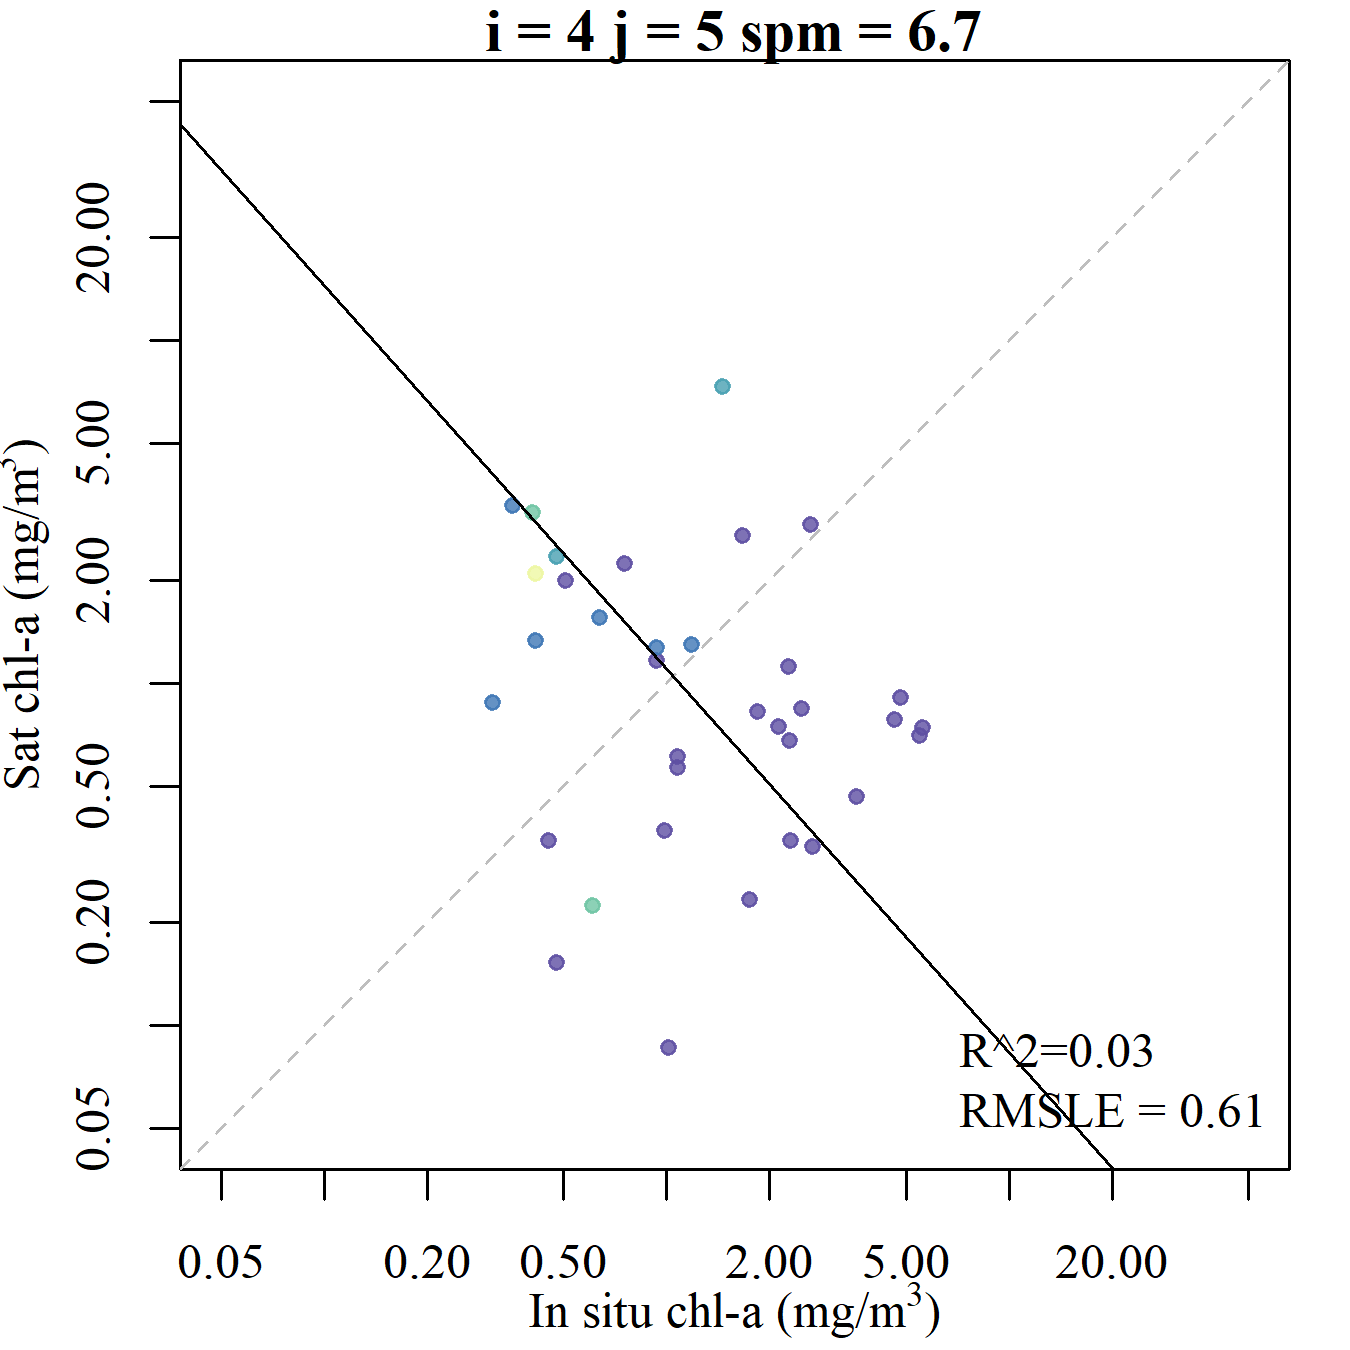 i = 4 j = 5 spm = 6.7
Sat chl-a (mg/m³)
20.00
5.00
2.00
0.50
0.20
0.05
R^2=0.03
RMSLE = 0.61
0.05 0.20 0.50 2.00 5.00 20.00
In situ chl-a (mg/m³)